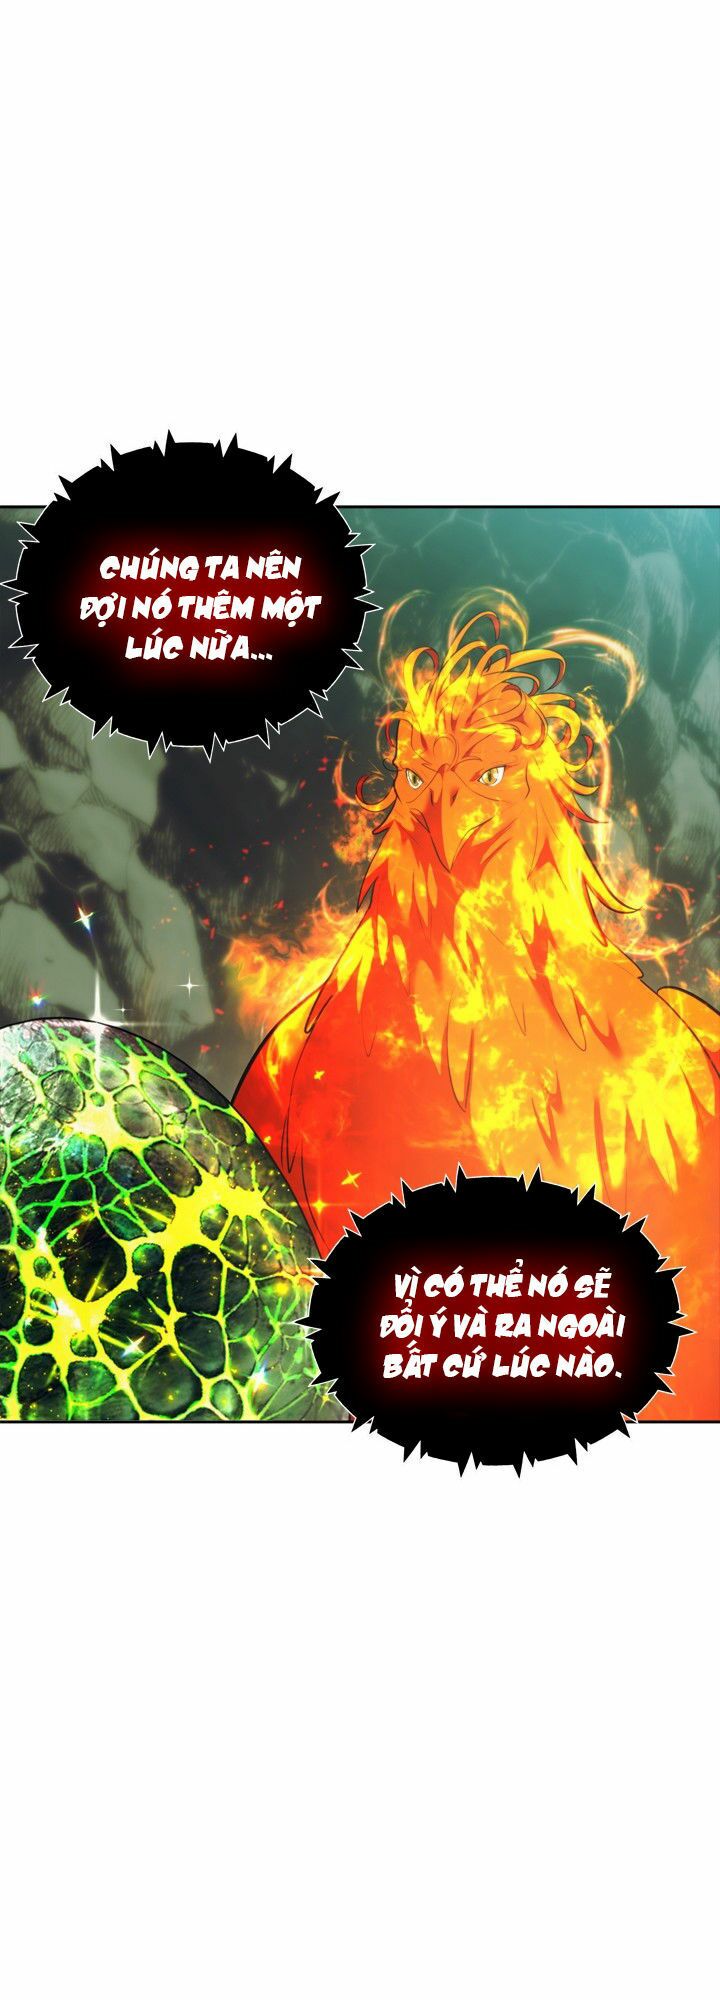 CHÚNG TA NÊN
ĐỢI NÓ THÊM MỘT
LÚC NỮA...
VÌ CÓ THỂ NÓ SẼ
ĐỔI Ý VÀ RA NGOÀI
BẤT CỨ LÚC NÀO.